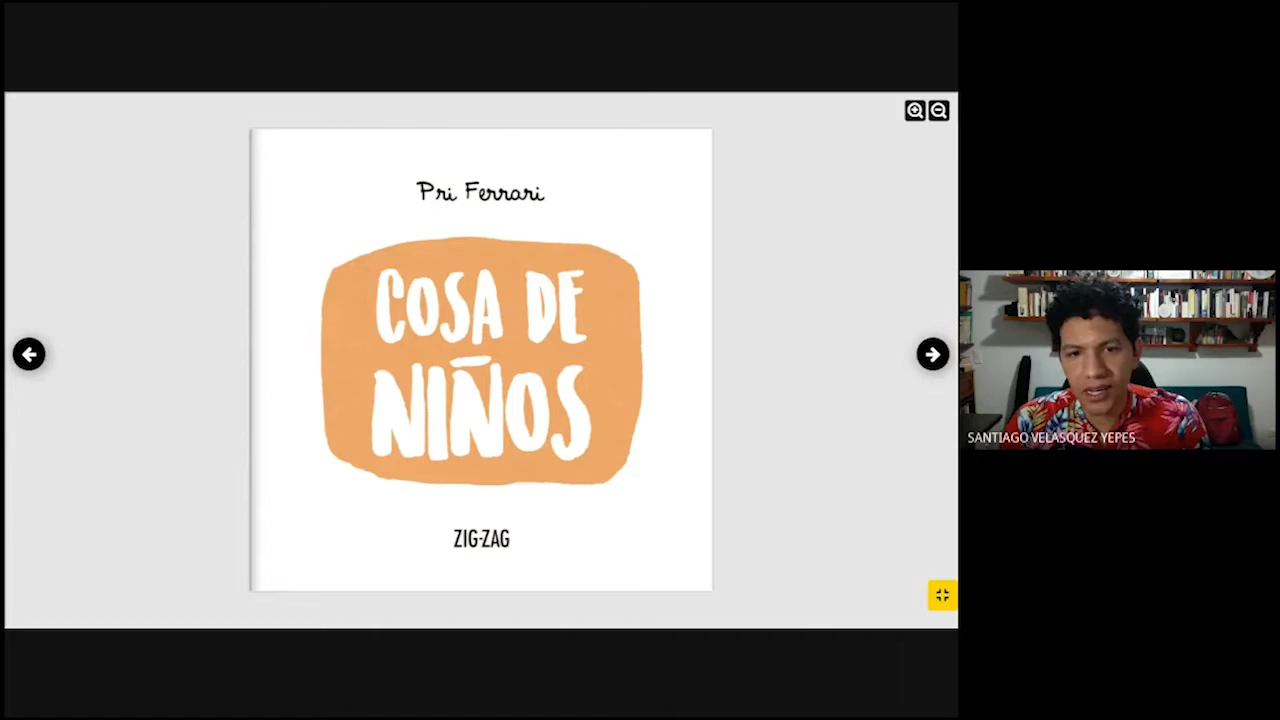 Pri Ferrari
COSA DE
NIÑOS
ZIG-ZAG
SANTIAGO VELASQUEZ YEPES